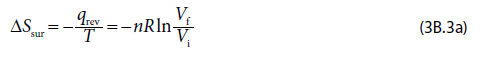 ΔS_sur = −q_rev/T = −nR ln V_f/V_i (3B.3a)